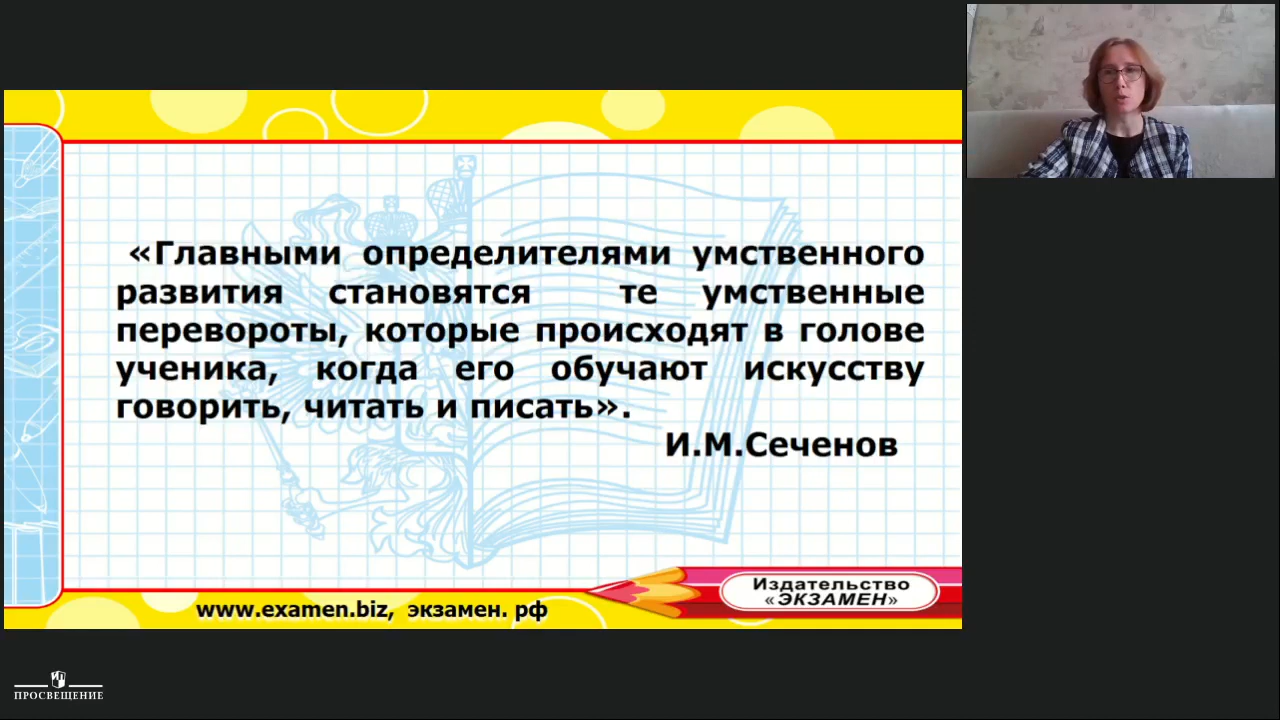 «Главными определителями умственного
развития становятся те умственные
перевороты, которые происходят в голове
ученика, когда его обучают искусству
говорить, читать и писать».
И.М.Сеченов
Издательство
«ЭКЗАМЕН»
www.examen.biz, экзамен. рф
ПРОСВЕЩЕНИЕ